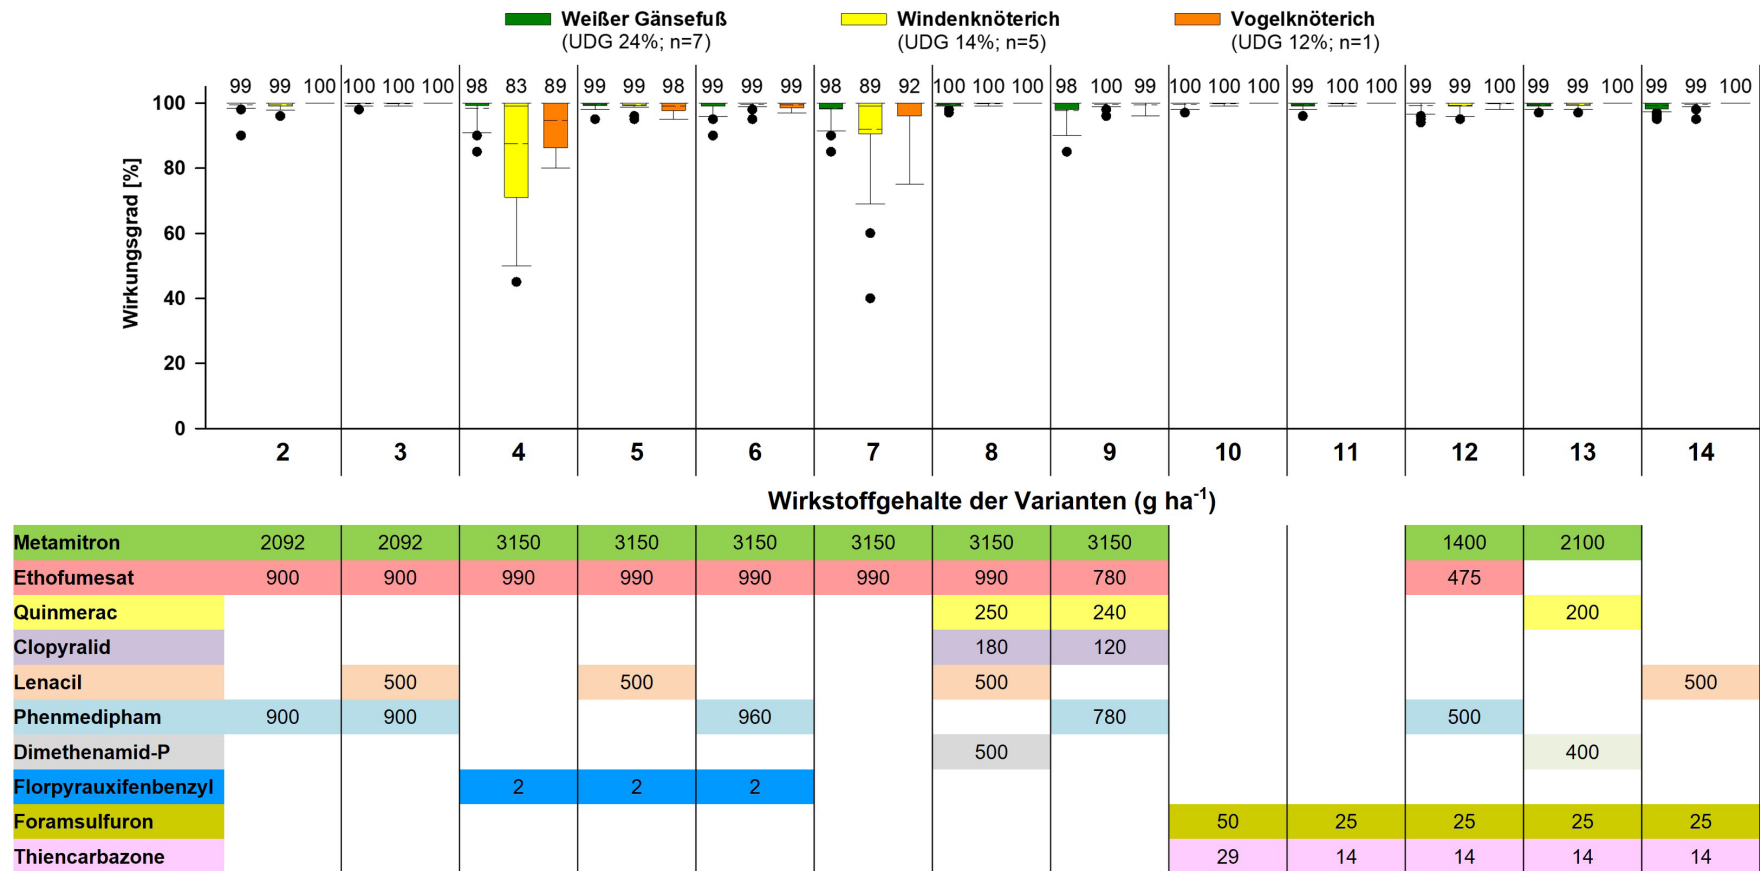 Weißer Gänsefuß Windenknöterich Vogelknöterich
(UDG 24%; n=7) (UDG 14%; n=5) (UDG 12%; n=1)
99 99 100 100 100 100 98 83 89 99 99 98 99 99 99 98 89 92 100 100 100 98 100 99 100 100 100 99 100 100 99 99 100 99 99 100 99 99 100
Wirkungsgrad [%]
100
80
60
40
20
0
2 3 4 5 6 7 8 9 10 11 12 13 14
Wirkstoffgehalte der Varianten (g ha⁻¹)
Metamitron 2092 2092 3150 3150 3150 3150 3150 3150 1400 2100
Ethofumesat 900 900 990 990 990 990 990 780 475
Quinmerac 250 240 200
Clopyralid 180 120
Lenacil 500 500 500 500
Phenmedipham 900 900 960 780 500
Dimethenamid-P 500 400
Florpyrauxifenbenzyl 2 2 2
Foramsulfuron 50 25 25 25 25
Thiencarbazone 29 14 14 14 14